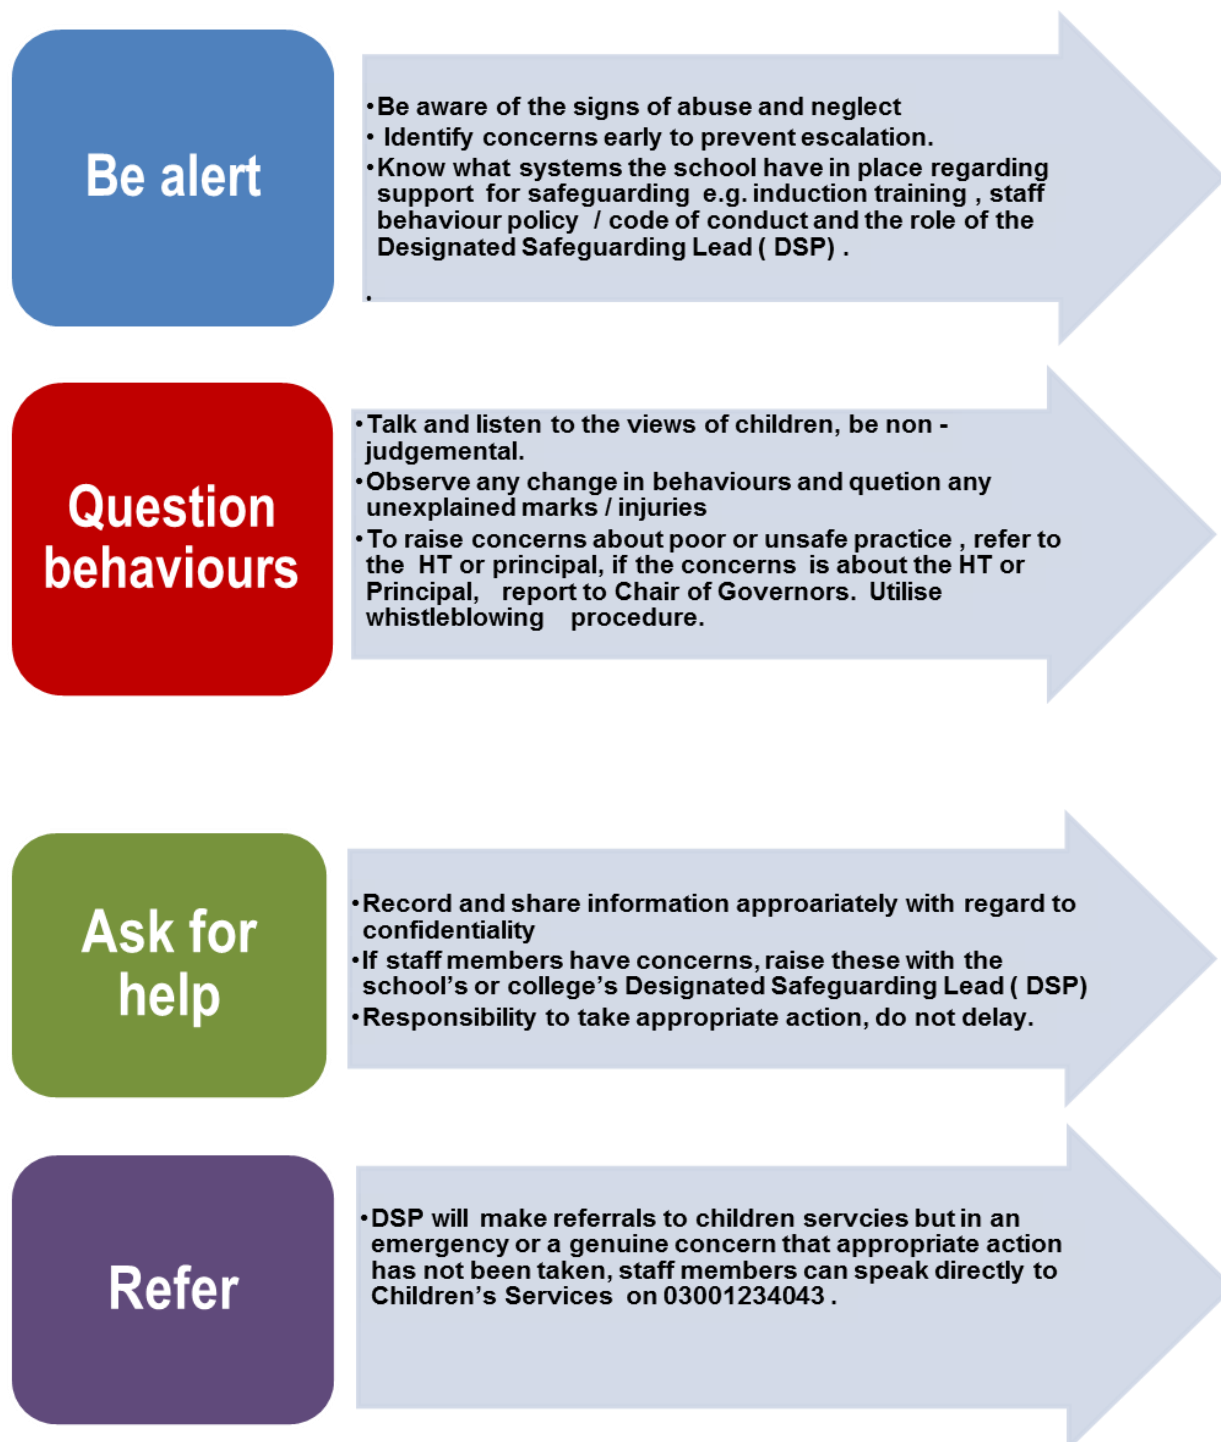 Be alert
•Be aware of the signs of abuse and neglect
• Identify concerns early to prevent escalation.
•Know what systems the school have in place regarding
support for safeguarding e.g. induction training , staff
behaviour policy / code of conduct and the role of the
Designated Safeguarding Lead ( DSP) .
.
Question
behaviours
•Talk and listen to the views of children, be non -
judgemental.
•Observe any change in behaviours and quetion any
unexplained marks / injuries
•To raise concerns about poor or unsafe practice , refer to
the HT or principal, if the concerns is about the HT or
Principal, report to Chair of Governors. Utilise
whistleblowing procedure.
Ask for
help
•Record and share information approariately with regard to
confidentiality
•If staff members have concerns, raise these with the
school’s or college’s Designated Safeguarding Lead ( DSP)
•Responsibility to take appropriate action, do not delay.
Refer
•DSP will make referrals to children servcies but in an
emergency or a genuine concern that appropriate action
has not been taken, staff members can speak directly to
Children’s Services on 03001234043 .